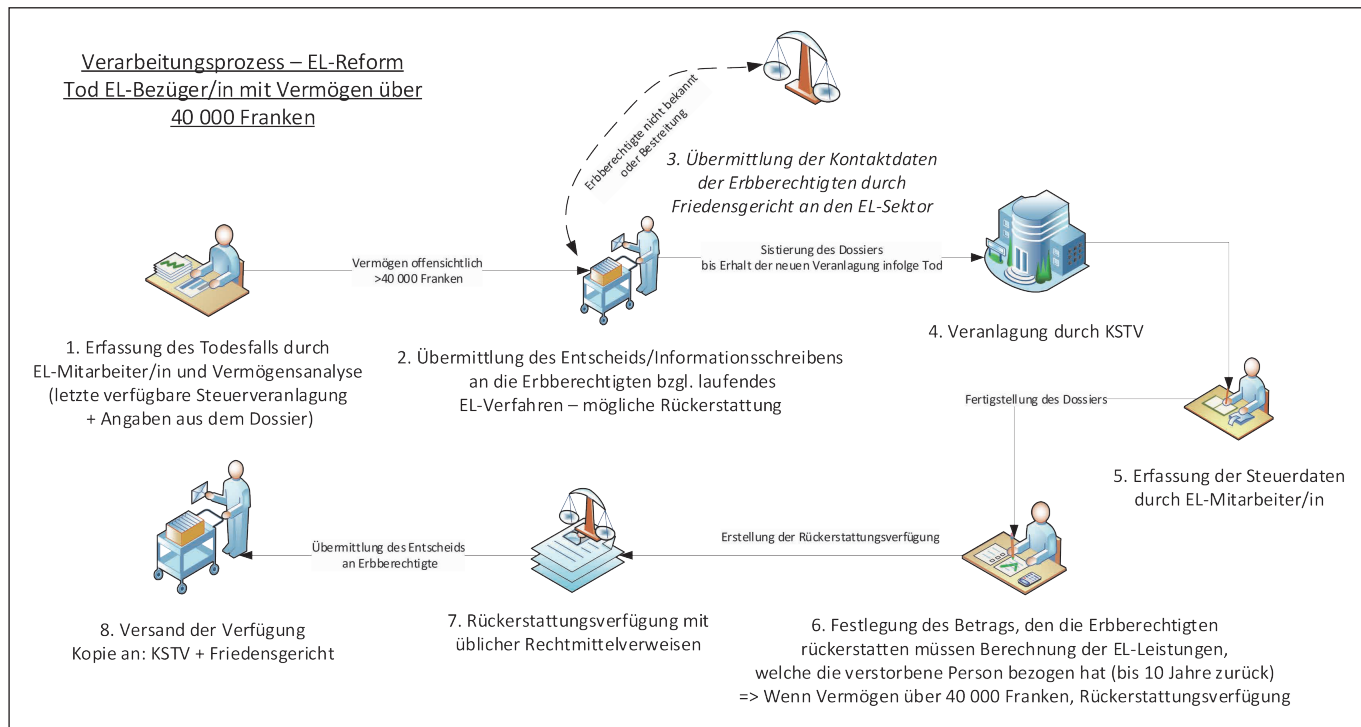 Verarbeitungsprozess – EL-Reform
Tod EL-Bezüger/in mit Vermögen über
40 000 Franken
Erbberechtigte nicht bekannt
oder Bestreitung
3. Übermittlung der Kontaktdaten
der Erbberechtigten durch
Friedensgericht an den EL-Sektor
Vermögen offensichtlich
>40 000 Franken
Sistierung des Dossiers
bis Erhalt der neuen Veranlagung infolge Tod
1. Erfassung des Todesfalls durch
EL-Mitarbeiter/in und Vermögensanalyse
(letzte verfügbare Steuerveranlagung
+ Angaben aus dem Dossier)
2. Übermittlung des Entscheids/Informationsschreibens
an die Erbberechtigten bzgl. laufendes
EL-Verfahren – mögliche Rückerstattung
4. Veranlagung durch KSTV
Fertigstellung des Dossiers
5. Erfassung der Steuerdaten
durch EL-Mitarbeiter/in
Erstellung der Rückerstattungsverfügung
Übermittlung des Entscheids
an Erbberechtigte
6. Festlegung des Betrags, den die Erbberechtigten
rückerstatten müssen Berechnung der EL-Leistungen,
welche die verstorbene Person bezogen hat (bis 10 Jahre zurück)
=> Wenn Vermögen über 40 000 Franken, Rückerstattungsverfügung
7. Rückerstattungsverfügung mit
üblicher Rechtmittelverweisen
8. Versand der Verfügung
Kopie an: KSTV + Friedensgericht